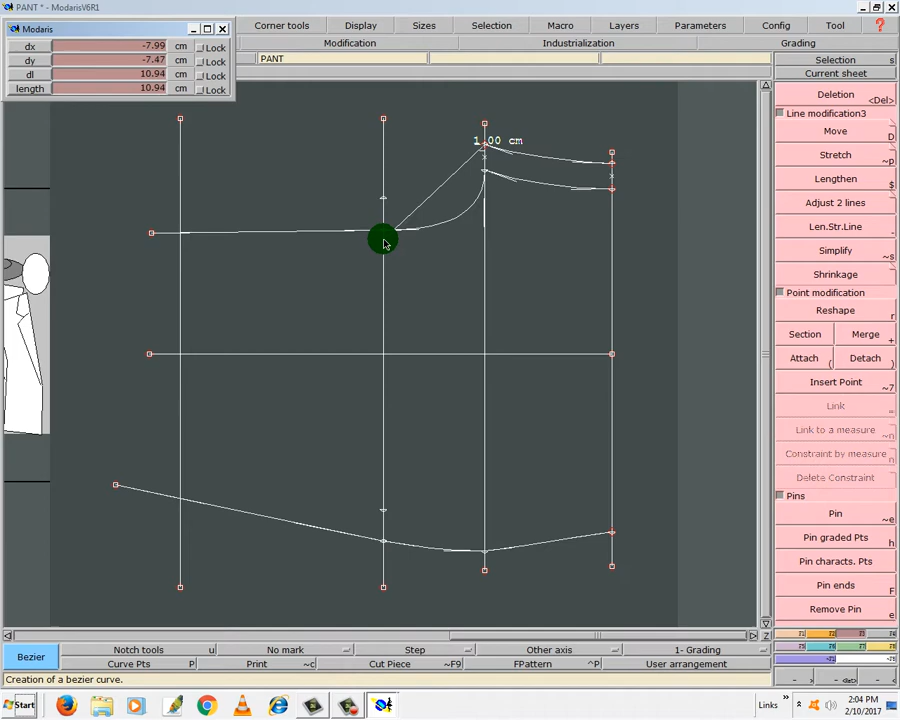 PANT * - ModarisV6R1
Modaris
dx -7.99 cm Lock
dy -7.47 cm Lock
dl 10.94 cm Lock
length 10.94 cm Lock
Corner tools Display Sizes Selection Macro Layers Parameters Config Tool ?
Modification Industrialization Grading
PANT
Selection s
Current sheet
Deletion <Del>
Line modification3
Move D
Stretch ~p
Lengthen $
Adjust 2 lines
Len.Str.Line -
Simplify ~s
Shrinkage
Point modification
Reshape r
Section Merge +
Attach ( Detach )
Insert Point ~7
Link =
Link to a measure ~n
Constraint by measure n
Delete Constraint
Pins
Pin ~e
Pin graded Pts h
Pin characts. Pts
Pin ends F
Remove Pin e
1.00 cm
Z
Bezier
Notch tools u No mark Step Other axis 1- Grading
Curve Pts P Print ~c Cut Piece ~F9 FPattern ^P User arrangement
Creation of a bezier curve.
Start
Links »
2:04 PM
2/10/2017